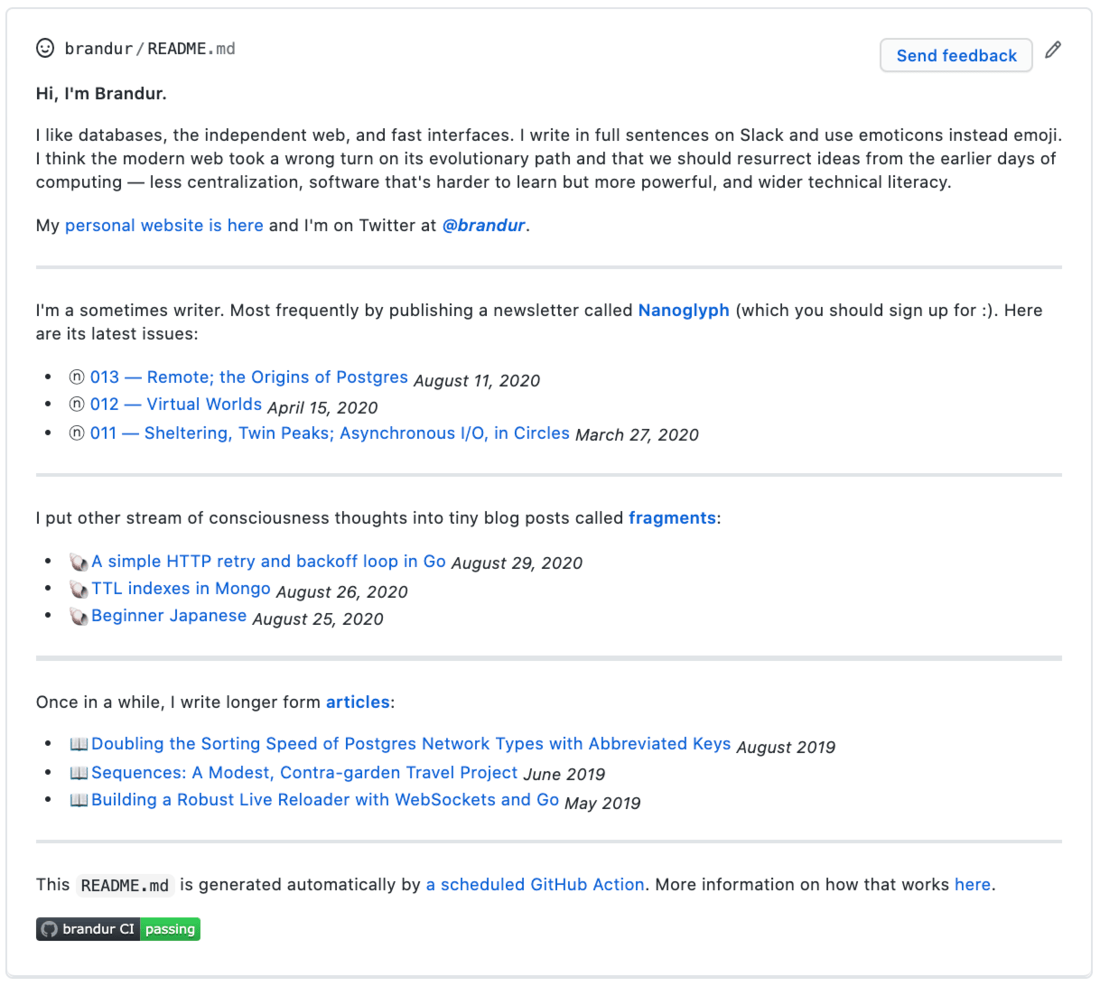 brandur/README.md
Send feedback
Hi, I'm Brandur.
I like databases, the independent web, and fast interfaces. I write in full sentences on Slack and use emoticons instead emoji.
I think the modern web took a wrong turn on its evolutionary path and that we should resurrect ideas from the earlier days of
computing — less centralization, software that's harder to learn but more powerful, and wider technical literacy.
My personal website is here and I'm on Twitter at @brandur.
I'm a sometimes writer. Most frequently by publishing a newsletter called Nanoglyph (which you should sign up for :). Here
are its latest issues:
• ⓝ 013 — Remote; the Origins of Postgres August 11, 2020
• ⓝ 012 — Virtual Worlds April 15, 2020
• ⓝ 011 — Sheltering, Twin Peaks; Asynchronous I/O, in Circles March 27, 2020
I put other stream of consciousness thoughts into tiny blog posts called fragments:
• 🐚 A simple HTTP retry and backoff loop in Go August 29, 2020
• 🐚 TTL indexes in Mongo August 26, 2020
• 🐚 Beginner Japanese August 25, 2020
Once in a while, I write longer form articles:
• 📖 Doubling the Sorting Speed of Postgres Network Types with Abbreviated Keys August 2019
• 📖 Sequences: A Modest, Contra-garden Travel Project June 2019
• 📖 Building a Robust Live Reloader with WebSockets and Go May 2019
This README.md is generated automatically by a scheduled GitHub Action. More information on how that works here.
brandur CI passing